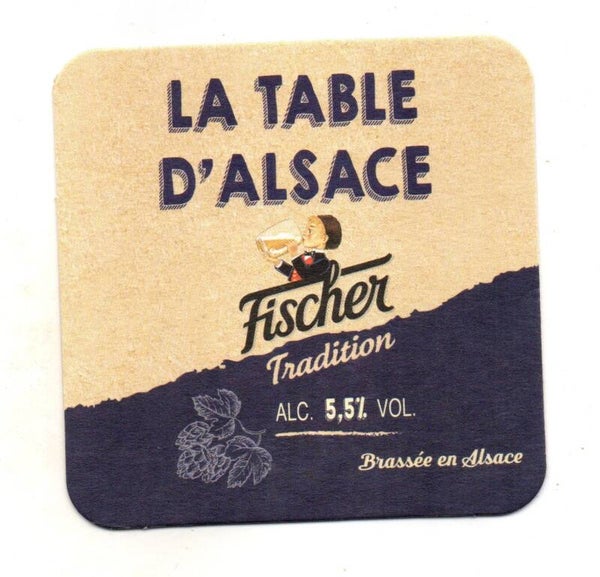 LA TABLE
D'ALSACE
Fischer
Tradition
ALC. 5,5% VOL.
Brassée en Alsace